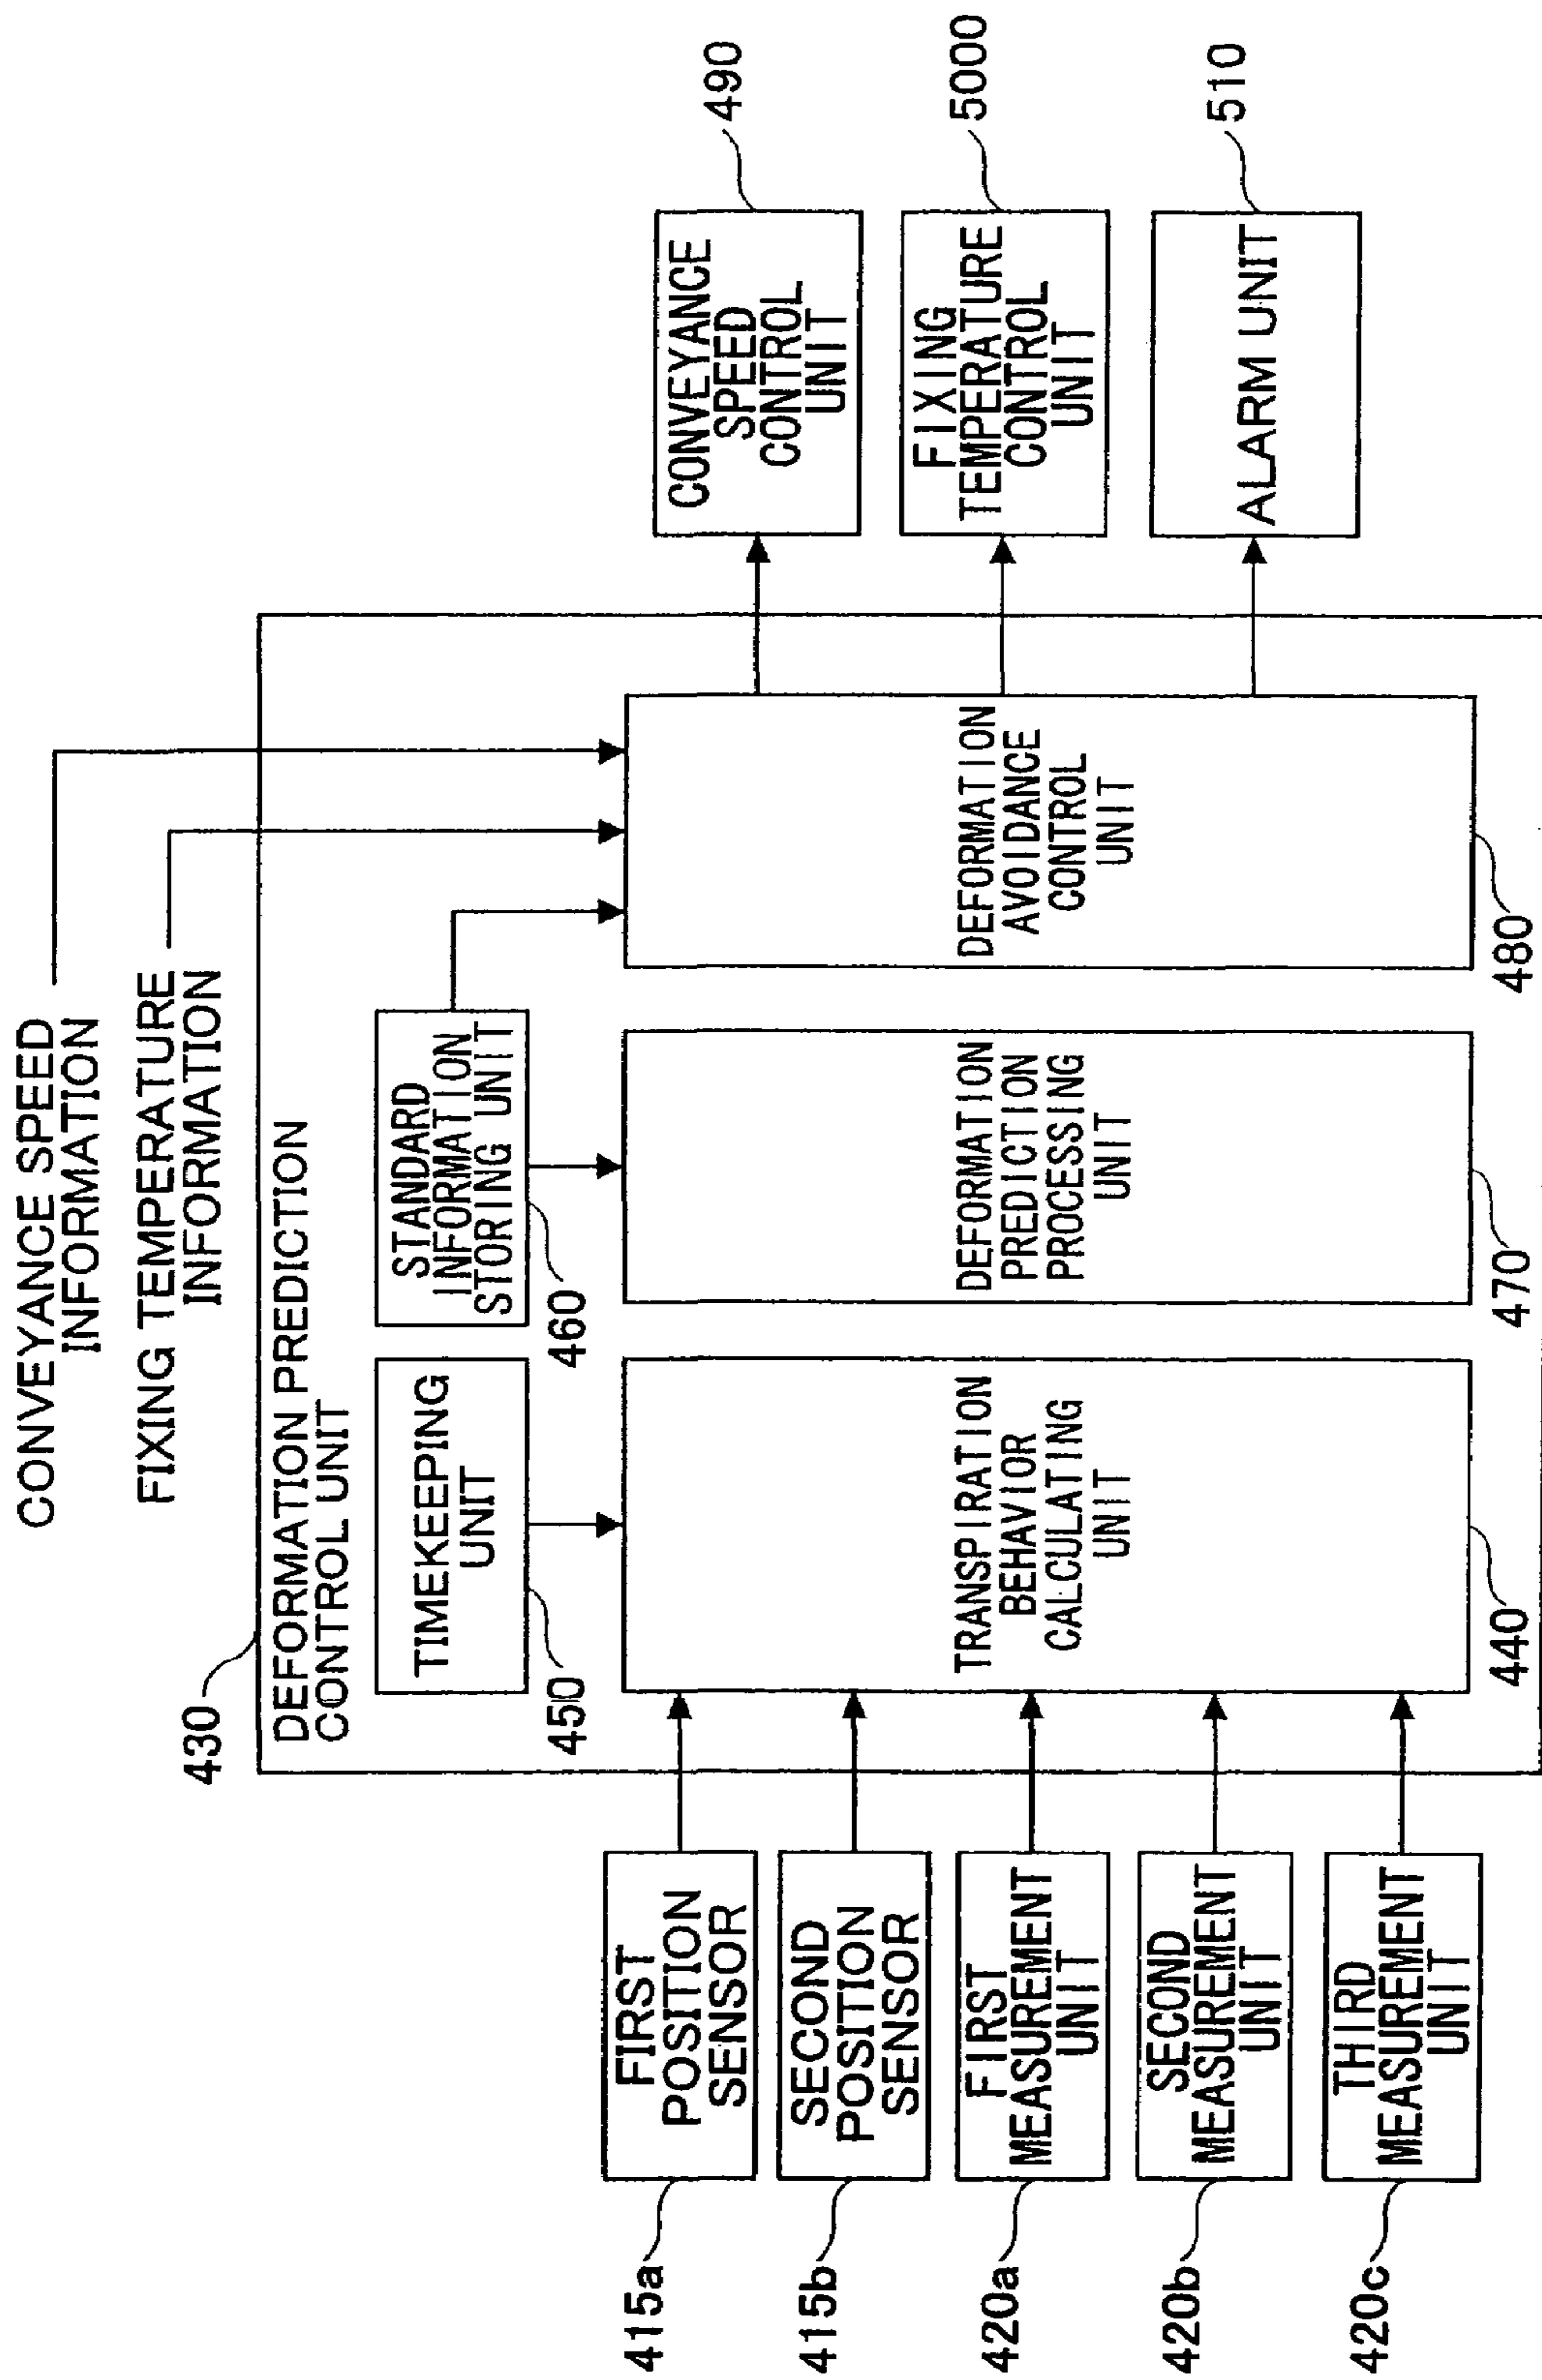 CONVEYANCE SPEED
INFORMATION
FIXING TEMPERATURE
INFORMATION
430
DEFORMATION PREDICTION
CONTROL UNIT
TIMEKEEPING
UNIT
450
STANDARD
INFORMATION
STORING UNIT
460
415a
FIRST
POSITION
SENSOR
415b
SECOND
POSITION
SENSOR
420a
FIRST
MEASUREMENT
UNIT
420b
SECOND
MEASUREMENT
UNIT
420c
THIRD
MEASUREMENT
UNIT
TRANSPIRATION
BEHAVIOR
CALCULATING
UNIT
440
DEFORMATION
PREDICTION
PROCESSING
UNIT
470
DEFORMATION
AVOIDANCE
CONTROL
UNIT
480
CONVEYANCE
SPEED
CONTROL
UNIT
490
FIXING
TEMPERATURE
CONTROL
UNIT
5000
ALARM UNIT
510